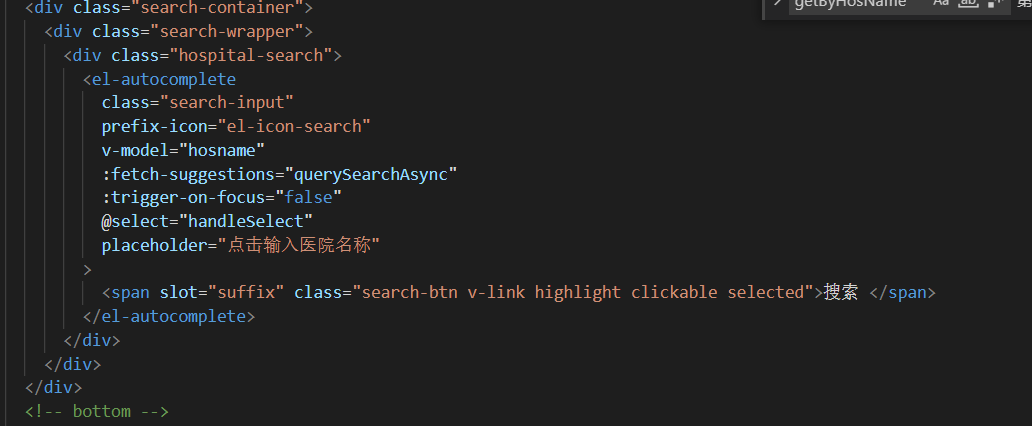 <div class="search-container">
getByHosName Aa ab 第
<div class="search-wrapper">
<div class="hospital-search">
<el-autocomplete
class="search-input"
prefix-icon="el-icon-search"
v-model="hosname"
:fetch-suggestions="querySearchAsync"
:trigger-on-focus="false"
@select="handleSelect"
placeholder="点击输入医院名称"
>
<span slot="suffix" class="search-btn v-link highlight clickable selected">搜索 </span>
</el-autocomplete>
</div>
</div>
</div>
<!-- bottom -->